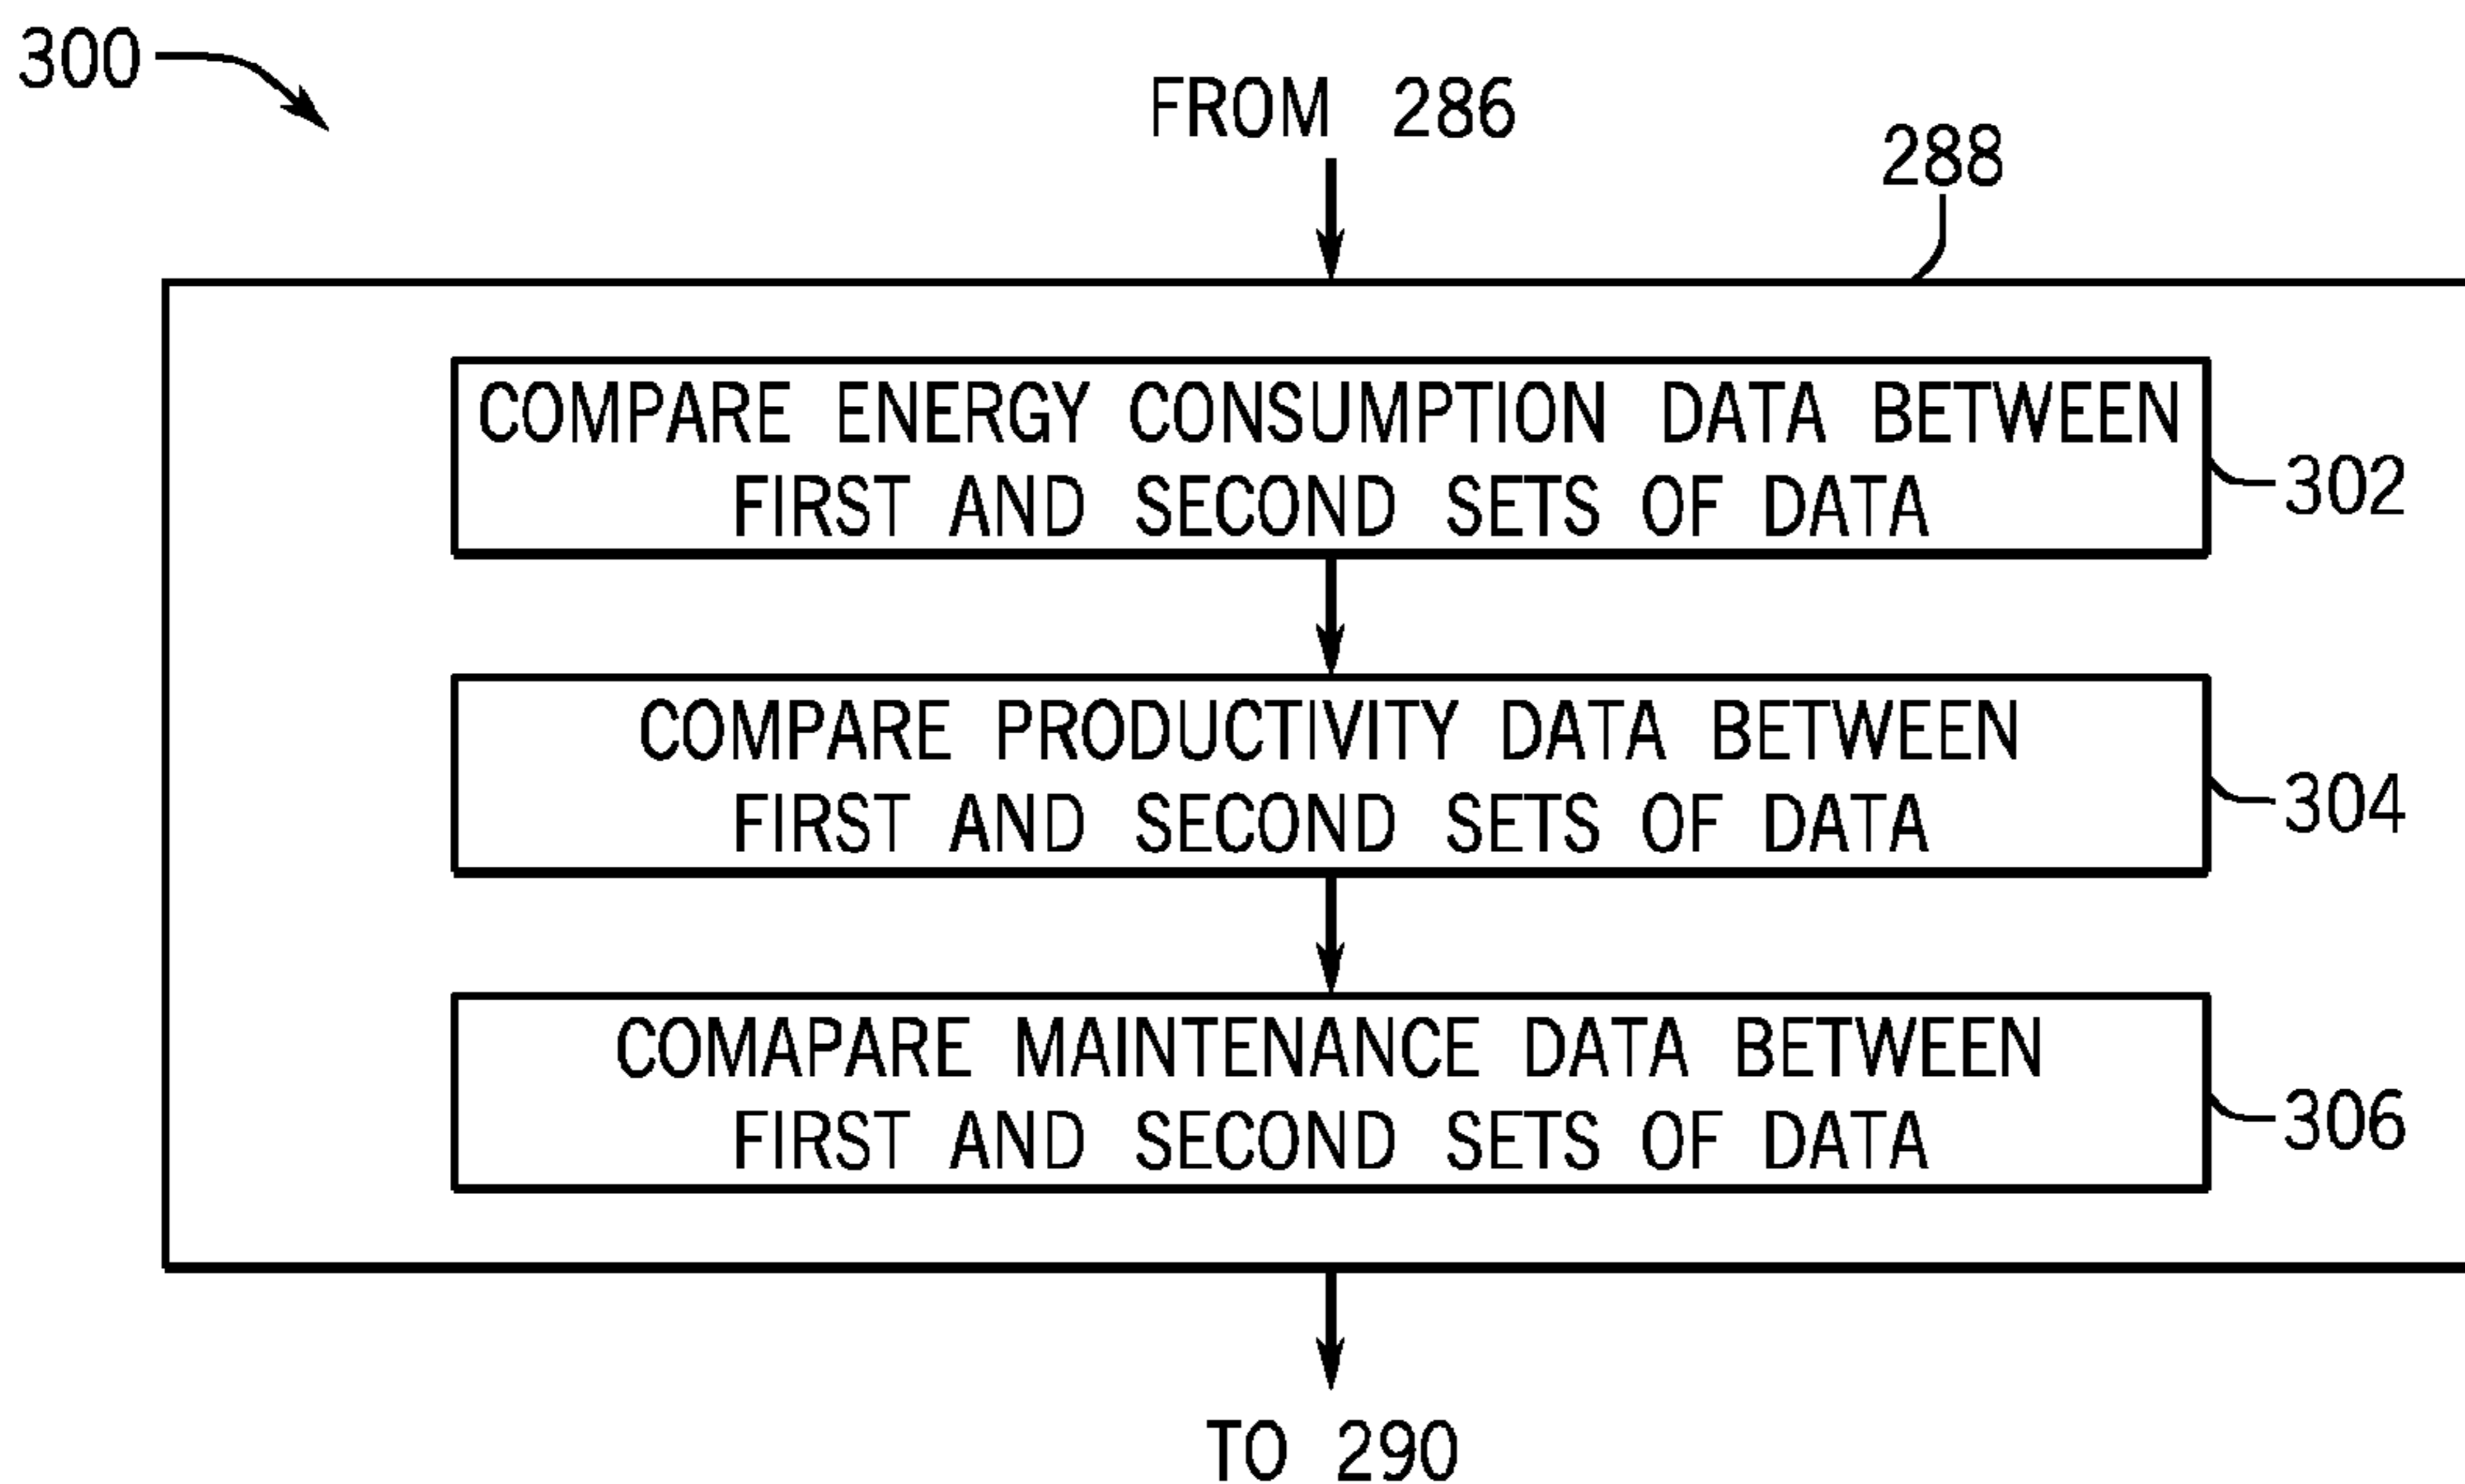 300
FROM 286
288
COMPARE ENERGY CONSUMPTION DATA BETWEEN
FIRST AND SECOND SETS OF DATA
302
COMPARE PRODUCTIVITY DATA BETWEEN
FIRST AND SECOND SETS OF DATA
304
COMAPARE MAINTENANCE DATA BETWEEN
FIRST AND SECOND SETS OF DATA
306
TO 290